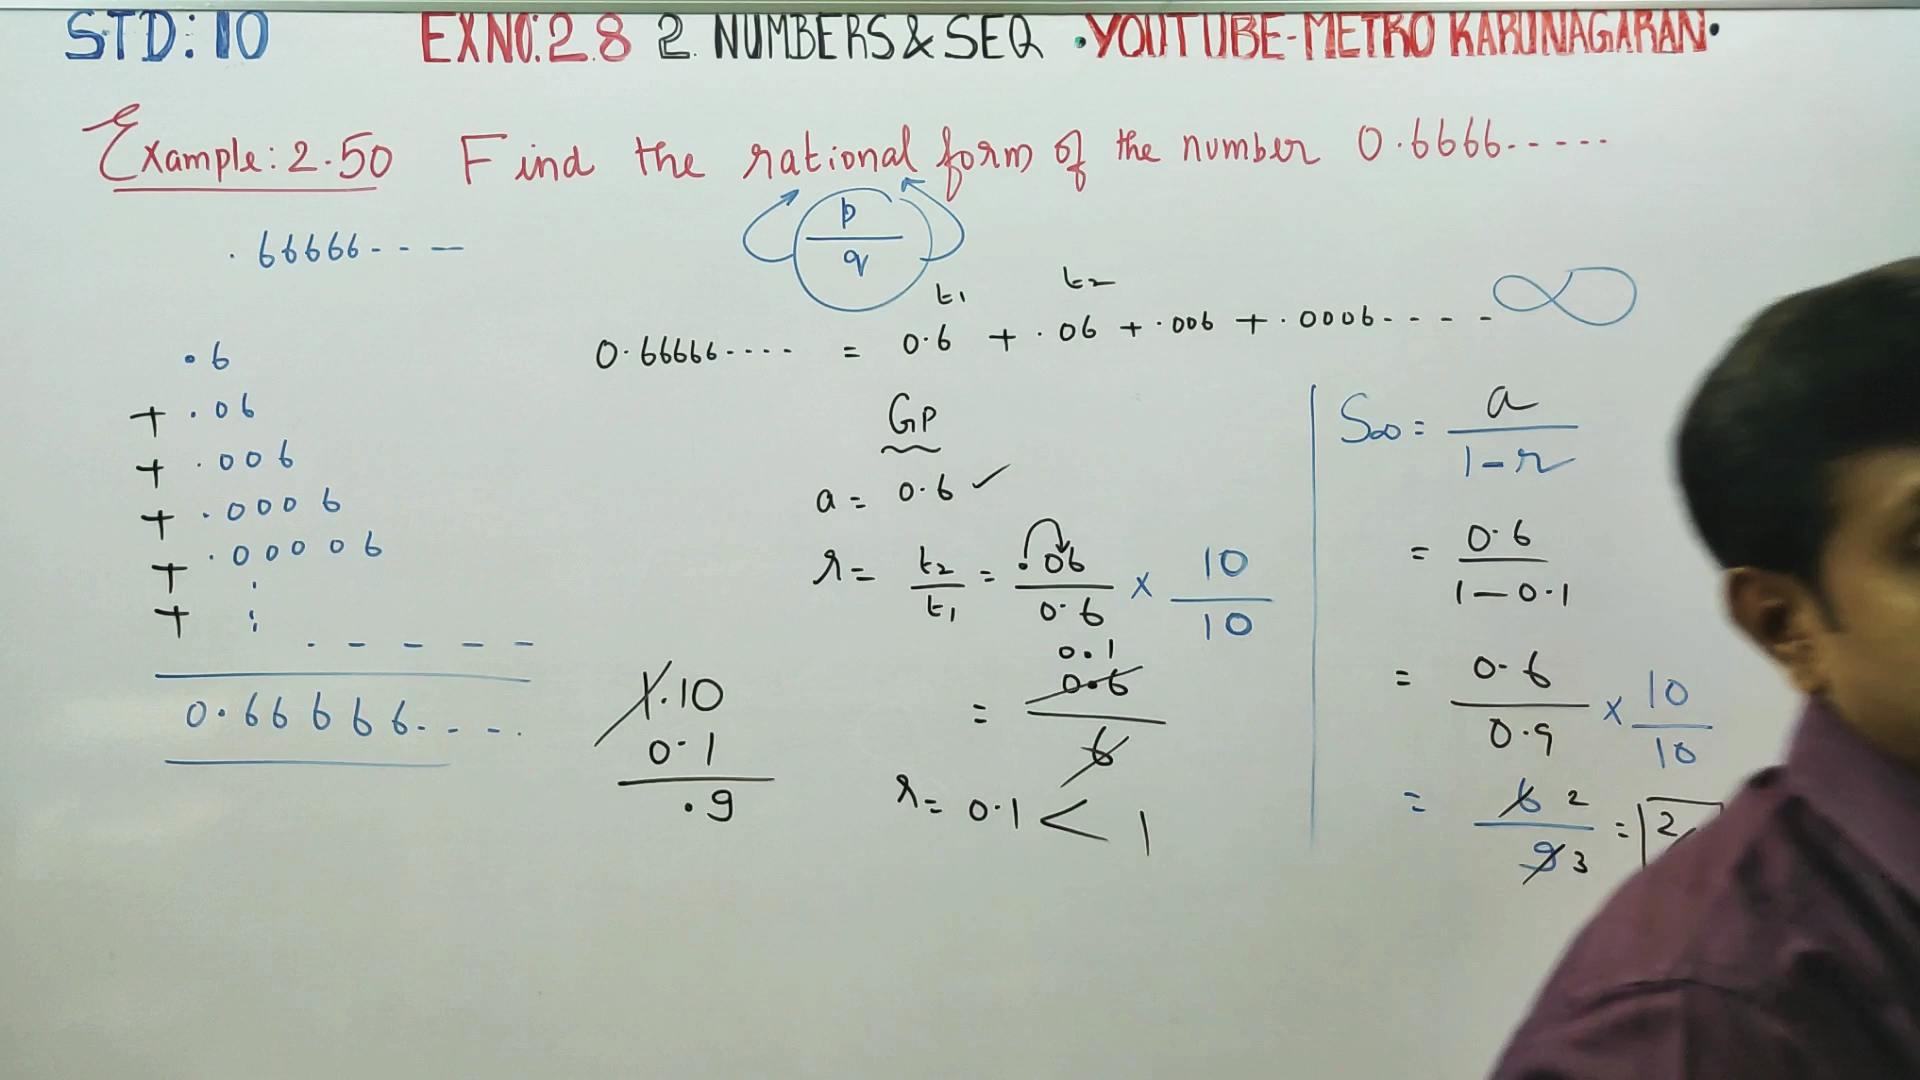 STD: 10 EXNO: 2.8 2. NUMBERS & SEQ • YOUTUBE-METRO KARUNAGARAN •
Example: 2.50 Find the rational form of the number 0.6666.....
p
q
.66666---
t1 t2
0.66666.... = 0.6 + .06 + .006 + .0006.... ∞
.6
+ .06
+ .006
+ .0006
+ .00006
+ :
. - - - -
0.66666....
1.10
0.1
.9
GP
a = 0.6 ✓
r = t2/t1 = .06/0.6 × 10/10
0.1
= 0.6/6
r = 0.1 < 1
S∞ = a/1-r
= 0.6/1-0.1
= 0.6/0.9 × 10/10
= 6 2/9 3 = 2